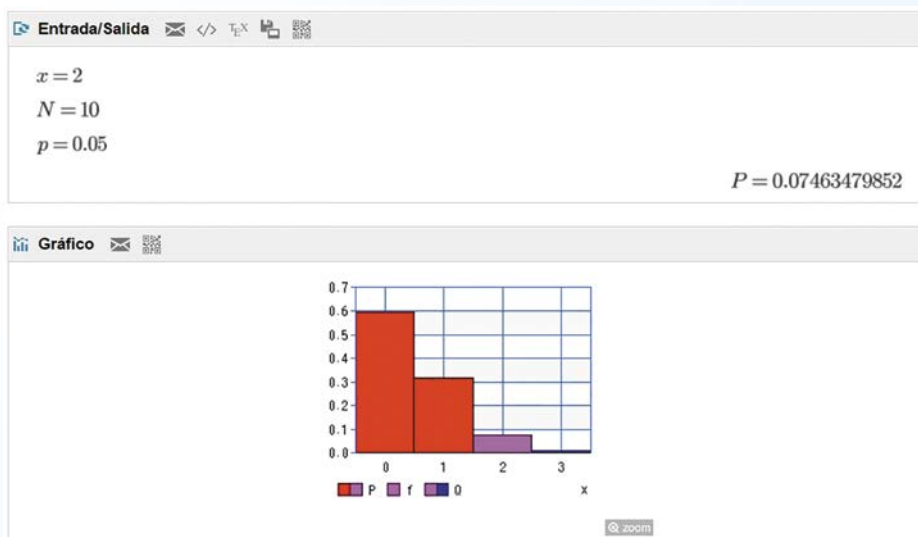 Entrada/Salida </> TEX
x = 2
N = 10
p = 0.05
P = 0.07463479852
Gráfico
0.7
0.6
0.5
0.4
0.3
0.2
0.1
0.0
0 1 2 3
P f Q x
zoom